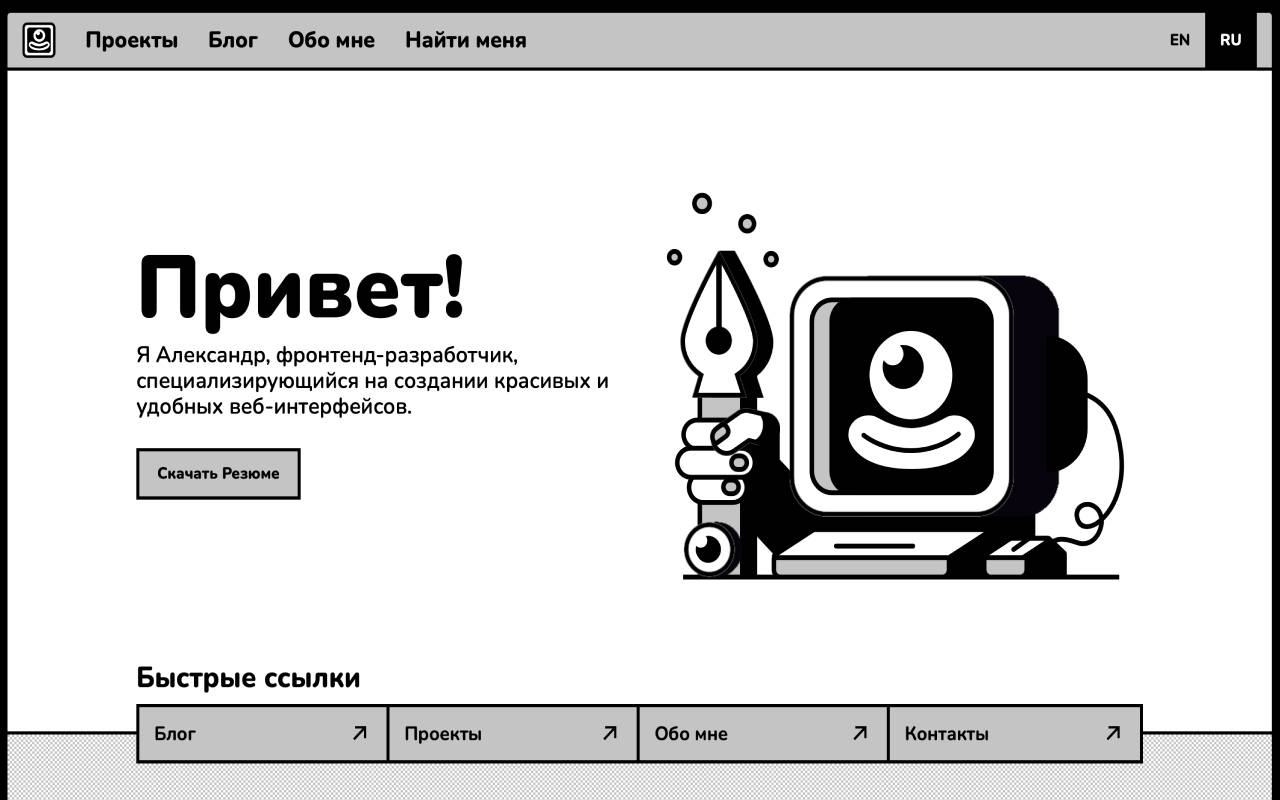 Проекты Блог Обо мне Найти меня EN RU
Привет!
Я Александр, фронтенд-разработчик,
специализирующийся на создании красивых и
удобных веб-интерфейсов.
Скачать Резюме
Быстрые ссылки
Блог Проекты Обо мне Контакты